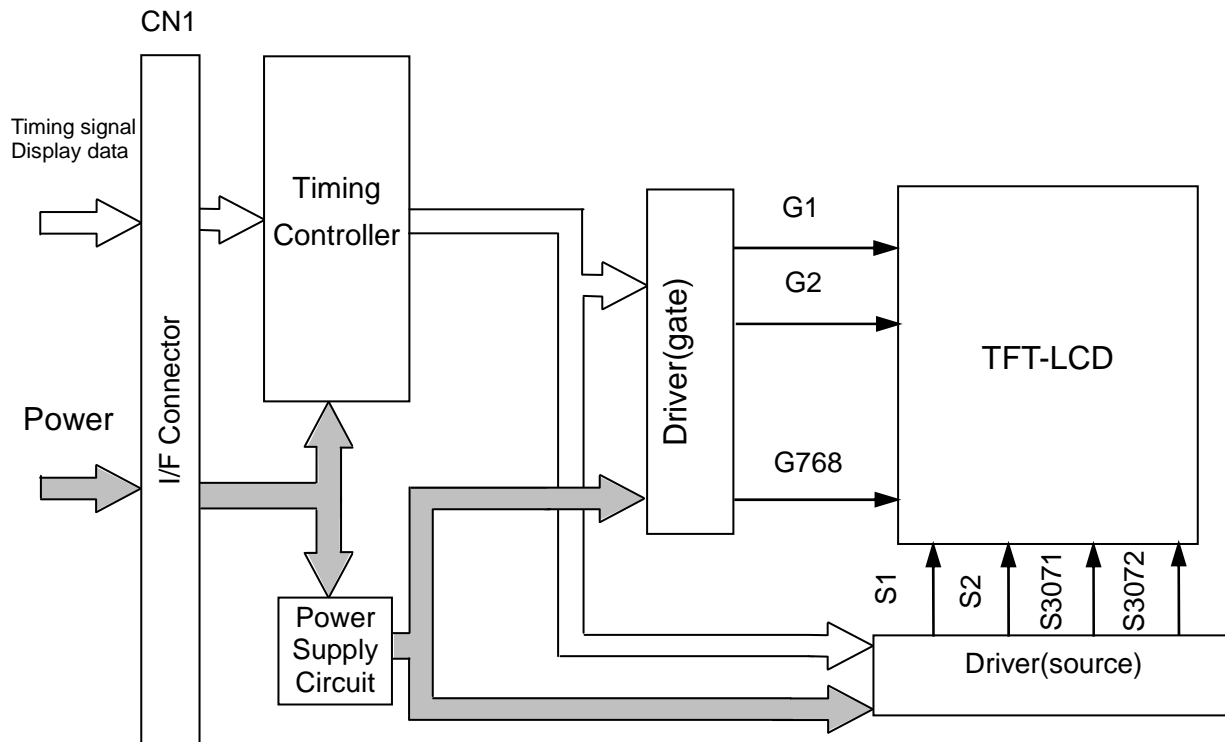 CN1
Timing signal
Display data
Power
I/F Connector
Timing
Controller
Power
Supply
Circuit
Driver(gate)
G1
G2
G768
TFT-LCD
S1
S2
S3071
S3072
Driver(source)